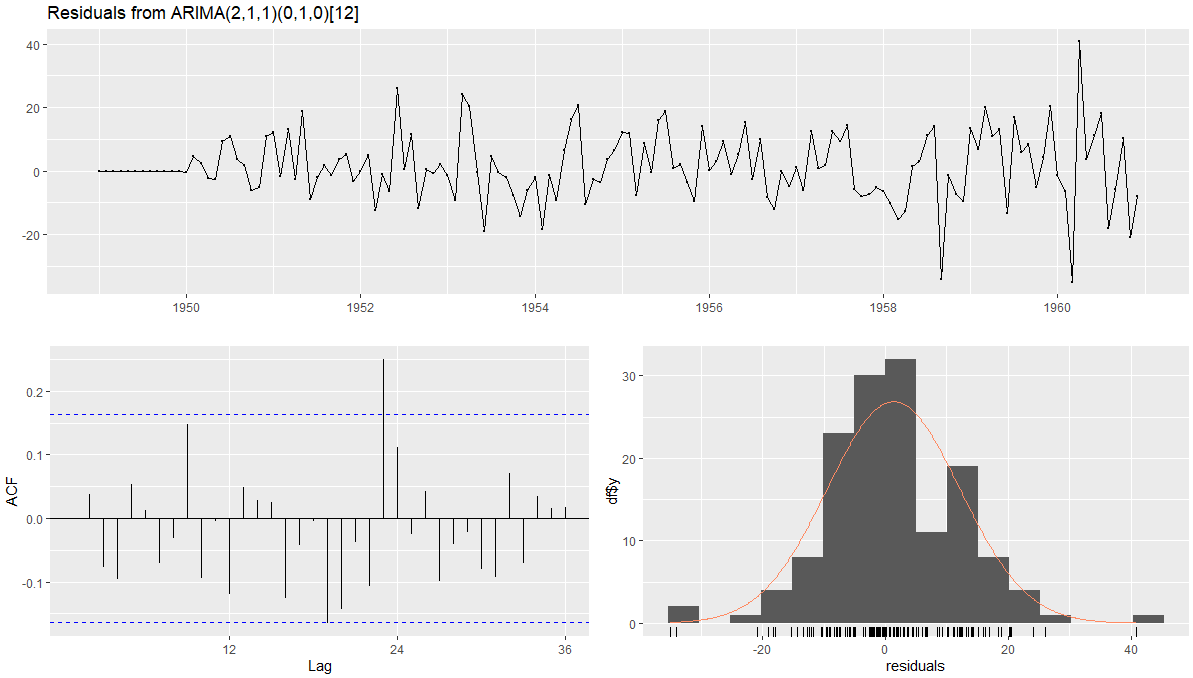 Residuals from ARIMA(2,1,1)(0,1,0)[12]
40
20
0
-20
1950 1952 1954 1956 1958 1960
0.2
0.1
0.0
-0.1
ACF
12 24 36
Lag
30
20
10
0
df$y
-20 0 20 40
residuals